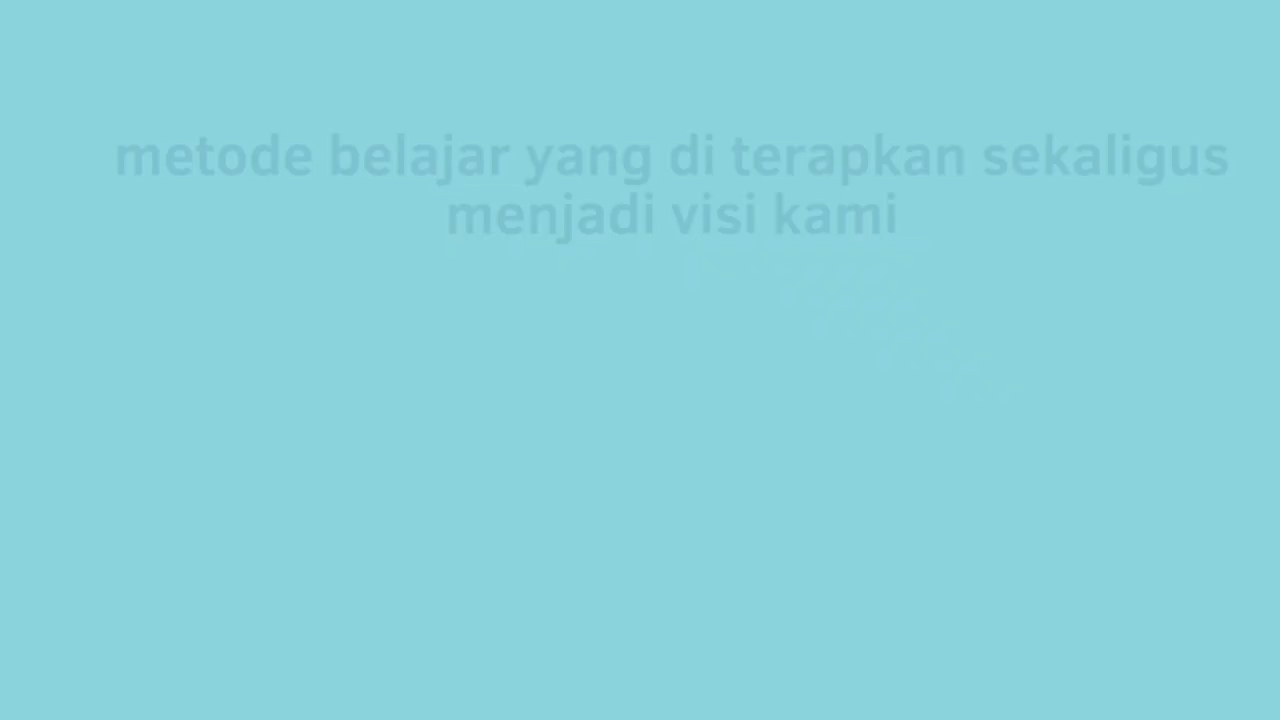 metode belajar yang di terapkan sekaligus
menjadi visi kami